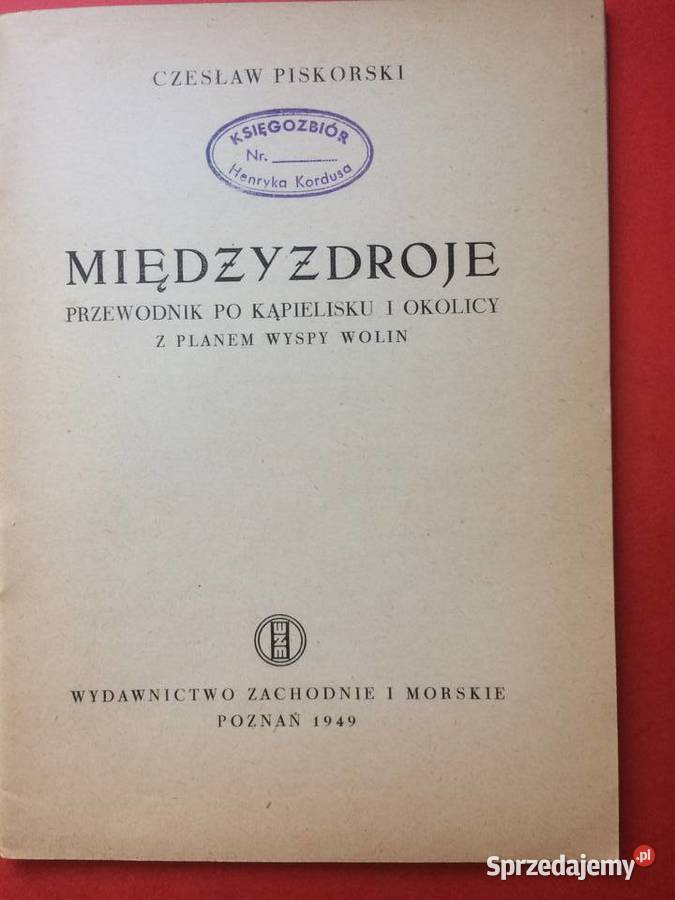 CZESŁAW PISKORSKI
KSIĘGOZBIÓR
Nr.
Henryka Kordusa
MIĘDZYZDROJE
PRZEWODNIK PO KĄPIELISKU I OKOLICY
Z PLANEM WYSPY WOLIN
WYDAWNICTWO ZACHODNIE I MORSKIE
POZNAŃ 1949
Sprzedajemy.pl